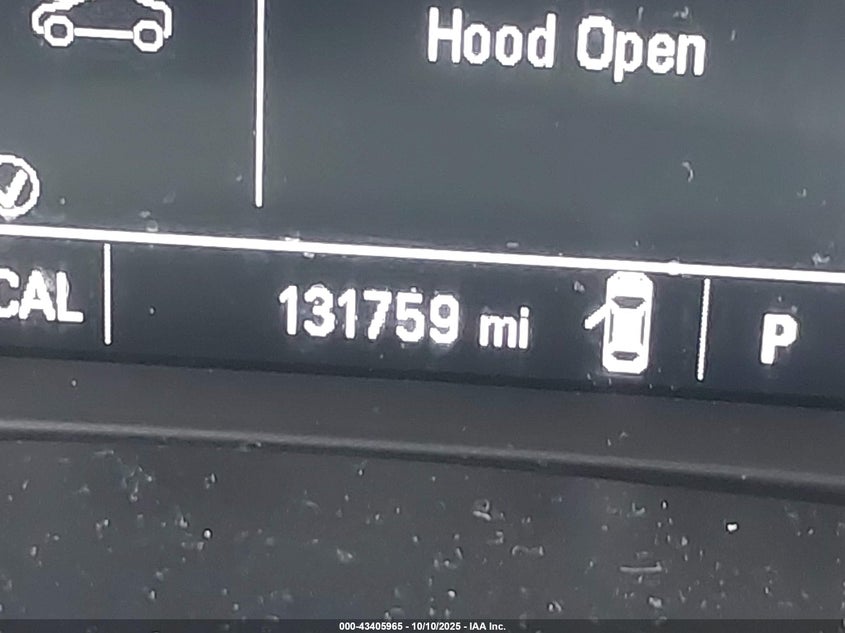 Hood Open
CAL
131759 mi
P
000-43405965 - 10/10/2025 - IAA Inc.